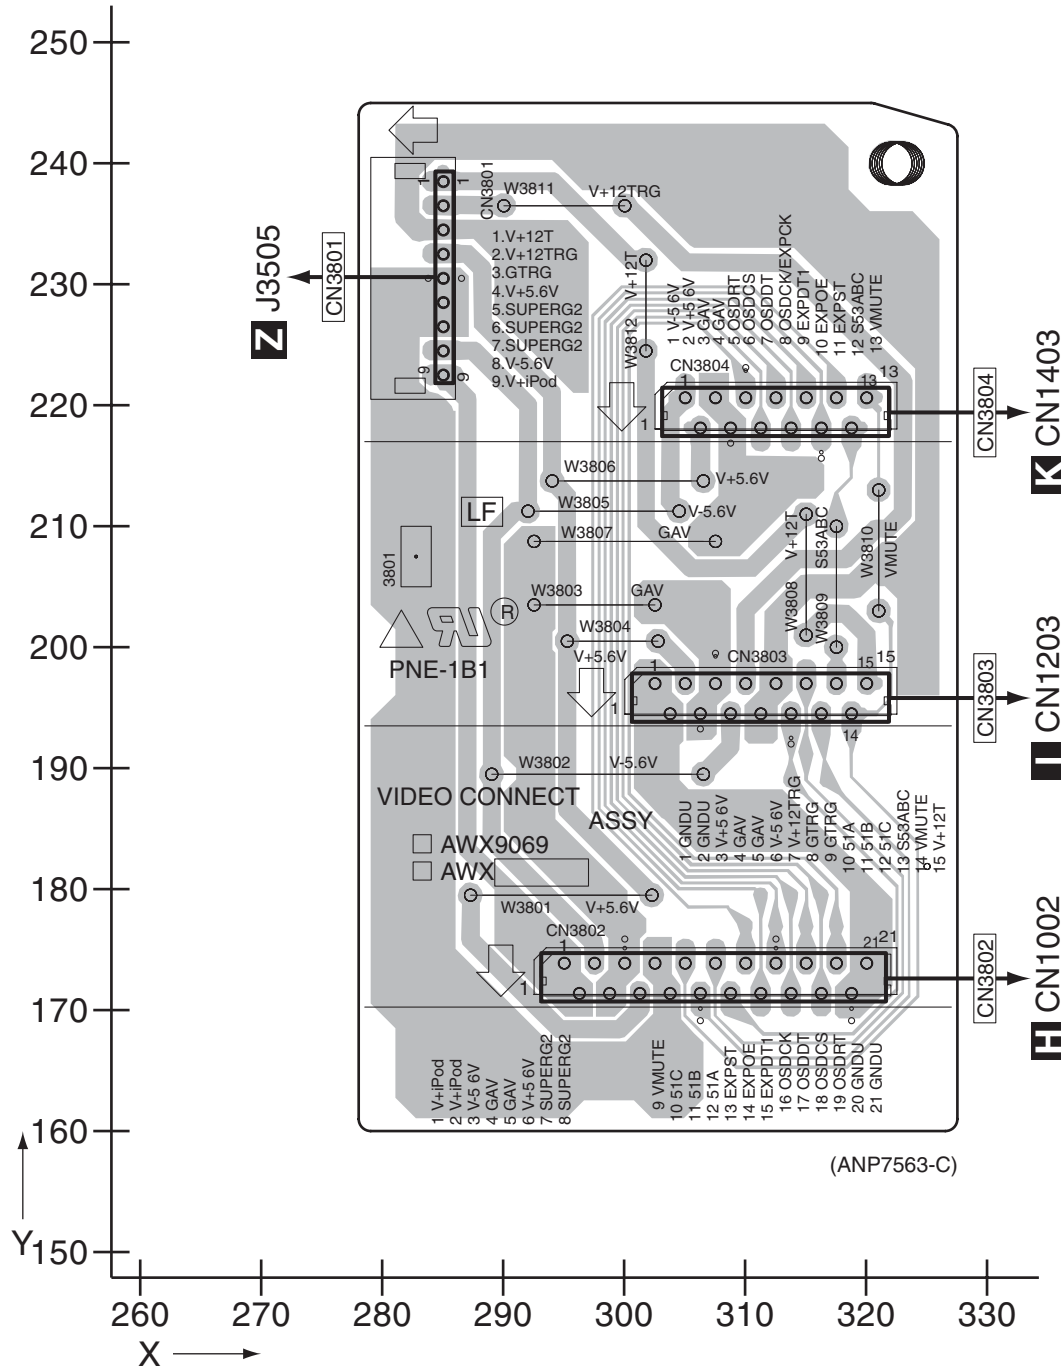 250
240
230
220
210
200
190
180
170
160
150
Y
260
270
280
290
300
310
320
330
X
Z J3505
CN3801
1
1
9
9
CN3801
W3811
V+12TRG
1.V+12T
2.V+12TRG
3.GTRG
4.V+5.6V
5.SUPERG2
6.SUPERG2
7.SUPERG2
8.V-5.6V
9.V+iPod
V+12T
W3812
1 V-5 6V
2 V+5 6V
3 GAV
4 GAV
5 OSDRT
6 OSDCS
7 OSDDT
8 OSDCK/EXPCK
9 EXPDT1
10 EXPOE
11 EXPST
12 S53ABC
13 VMUTE
CN3804
1
13
13
1
CN3804
K CN1403
W3806
V+5.6V
LF
W3805
V-5.6V
W3807
GAV
3801
V+12T
S53ABC
W3810
VMUTE
W3808
W3809
W3803
GAV
R
W3804
V+5.6V
PNE-1B1
CN3803
1
15
15
1
14
CN3803
I CN1203
W3802
V-5.6V
VIDEO CONNECT
ASSY
AWX9069
AWX
1 GNDU
2 GNDU
3 V+5 6V
4 GAV
5 GAV
6 V-5 6V
7 V+12TRG
8 GTRG
9 GTRG
10 51A
11 51B
12 51C
13 S53ABC
14 VMUTE
15 V+12T
W3801
V+5.6V
CN3802
1
21
21
1
CN3802
H CN1002
1 V+iPod
2 V+iPod
3 V-5 6V
4 GAV
5 GAV
6 V+5 6V
7 SUPERG2
8 SUPERG2
9 VMUTE
10 51C
11 51B
12 51A
13 EXPST
14 EXPOE
15 EXPDT1
16 OSDCK
17 OSDDT
18 OSDCS
19 OSDRT
20 GNDU
21 GNDU
(ANP7563-C)